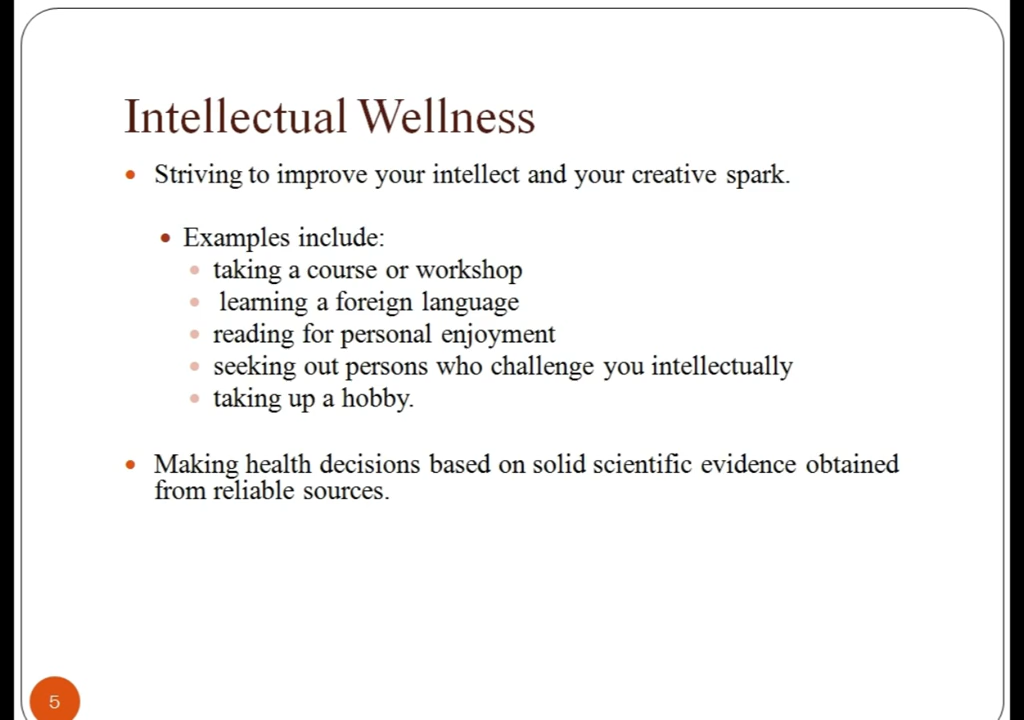 Intellectual Wellness
Striving to improve your intellect and your creative spark.
Examples include:
taking a course or workshop
learning a foreign language
reading for personal enjoyment
seeking out persons who challenge you intellectually
taking up a hobby.
Making health decisions based on solid scientific evidence obtained
from reliable sources.
5